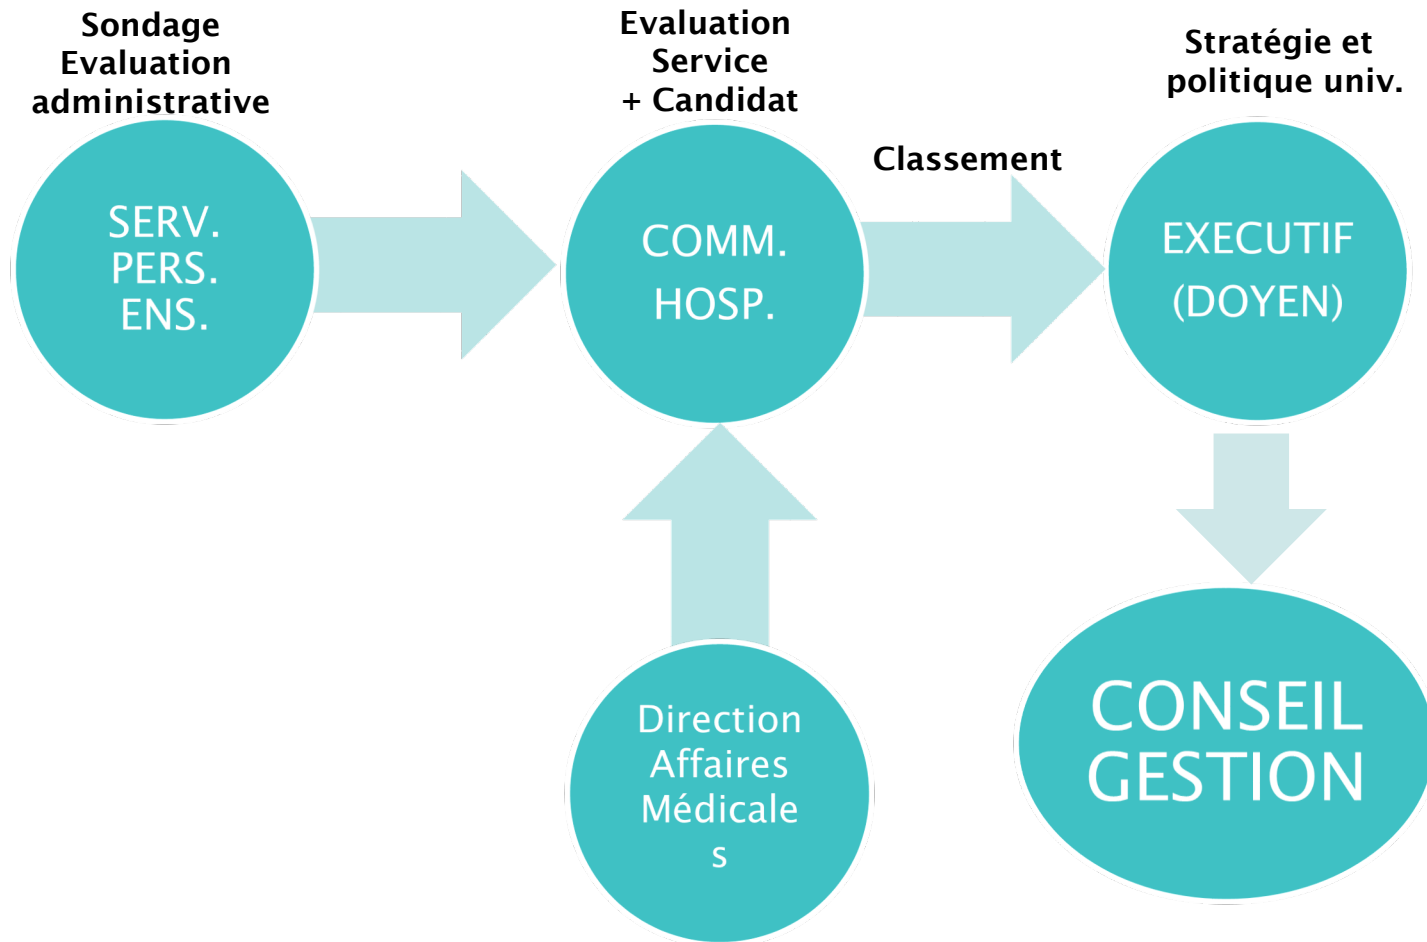 Sondage
Evaluation
administrative
Evaluation
Service
+ Candidat
Stratégie et
politique univ.
Classement
SERV.
PERS.
ENS.
COMM.
HOSP.
EXECUTIF
(DOYEN)
Direction
Affaires
Médicale
s
CONSEIL
GESTION